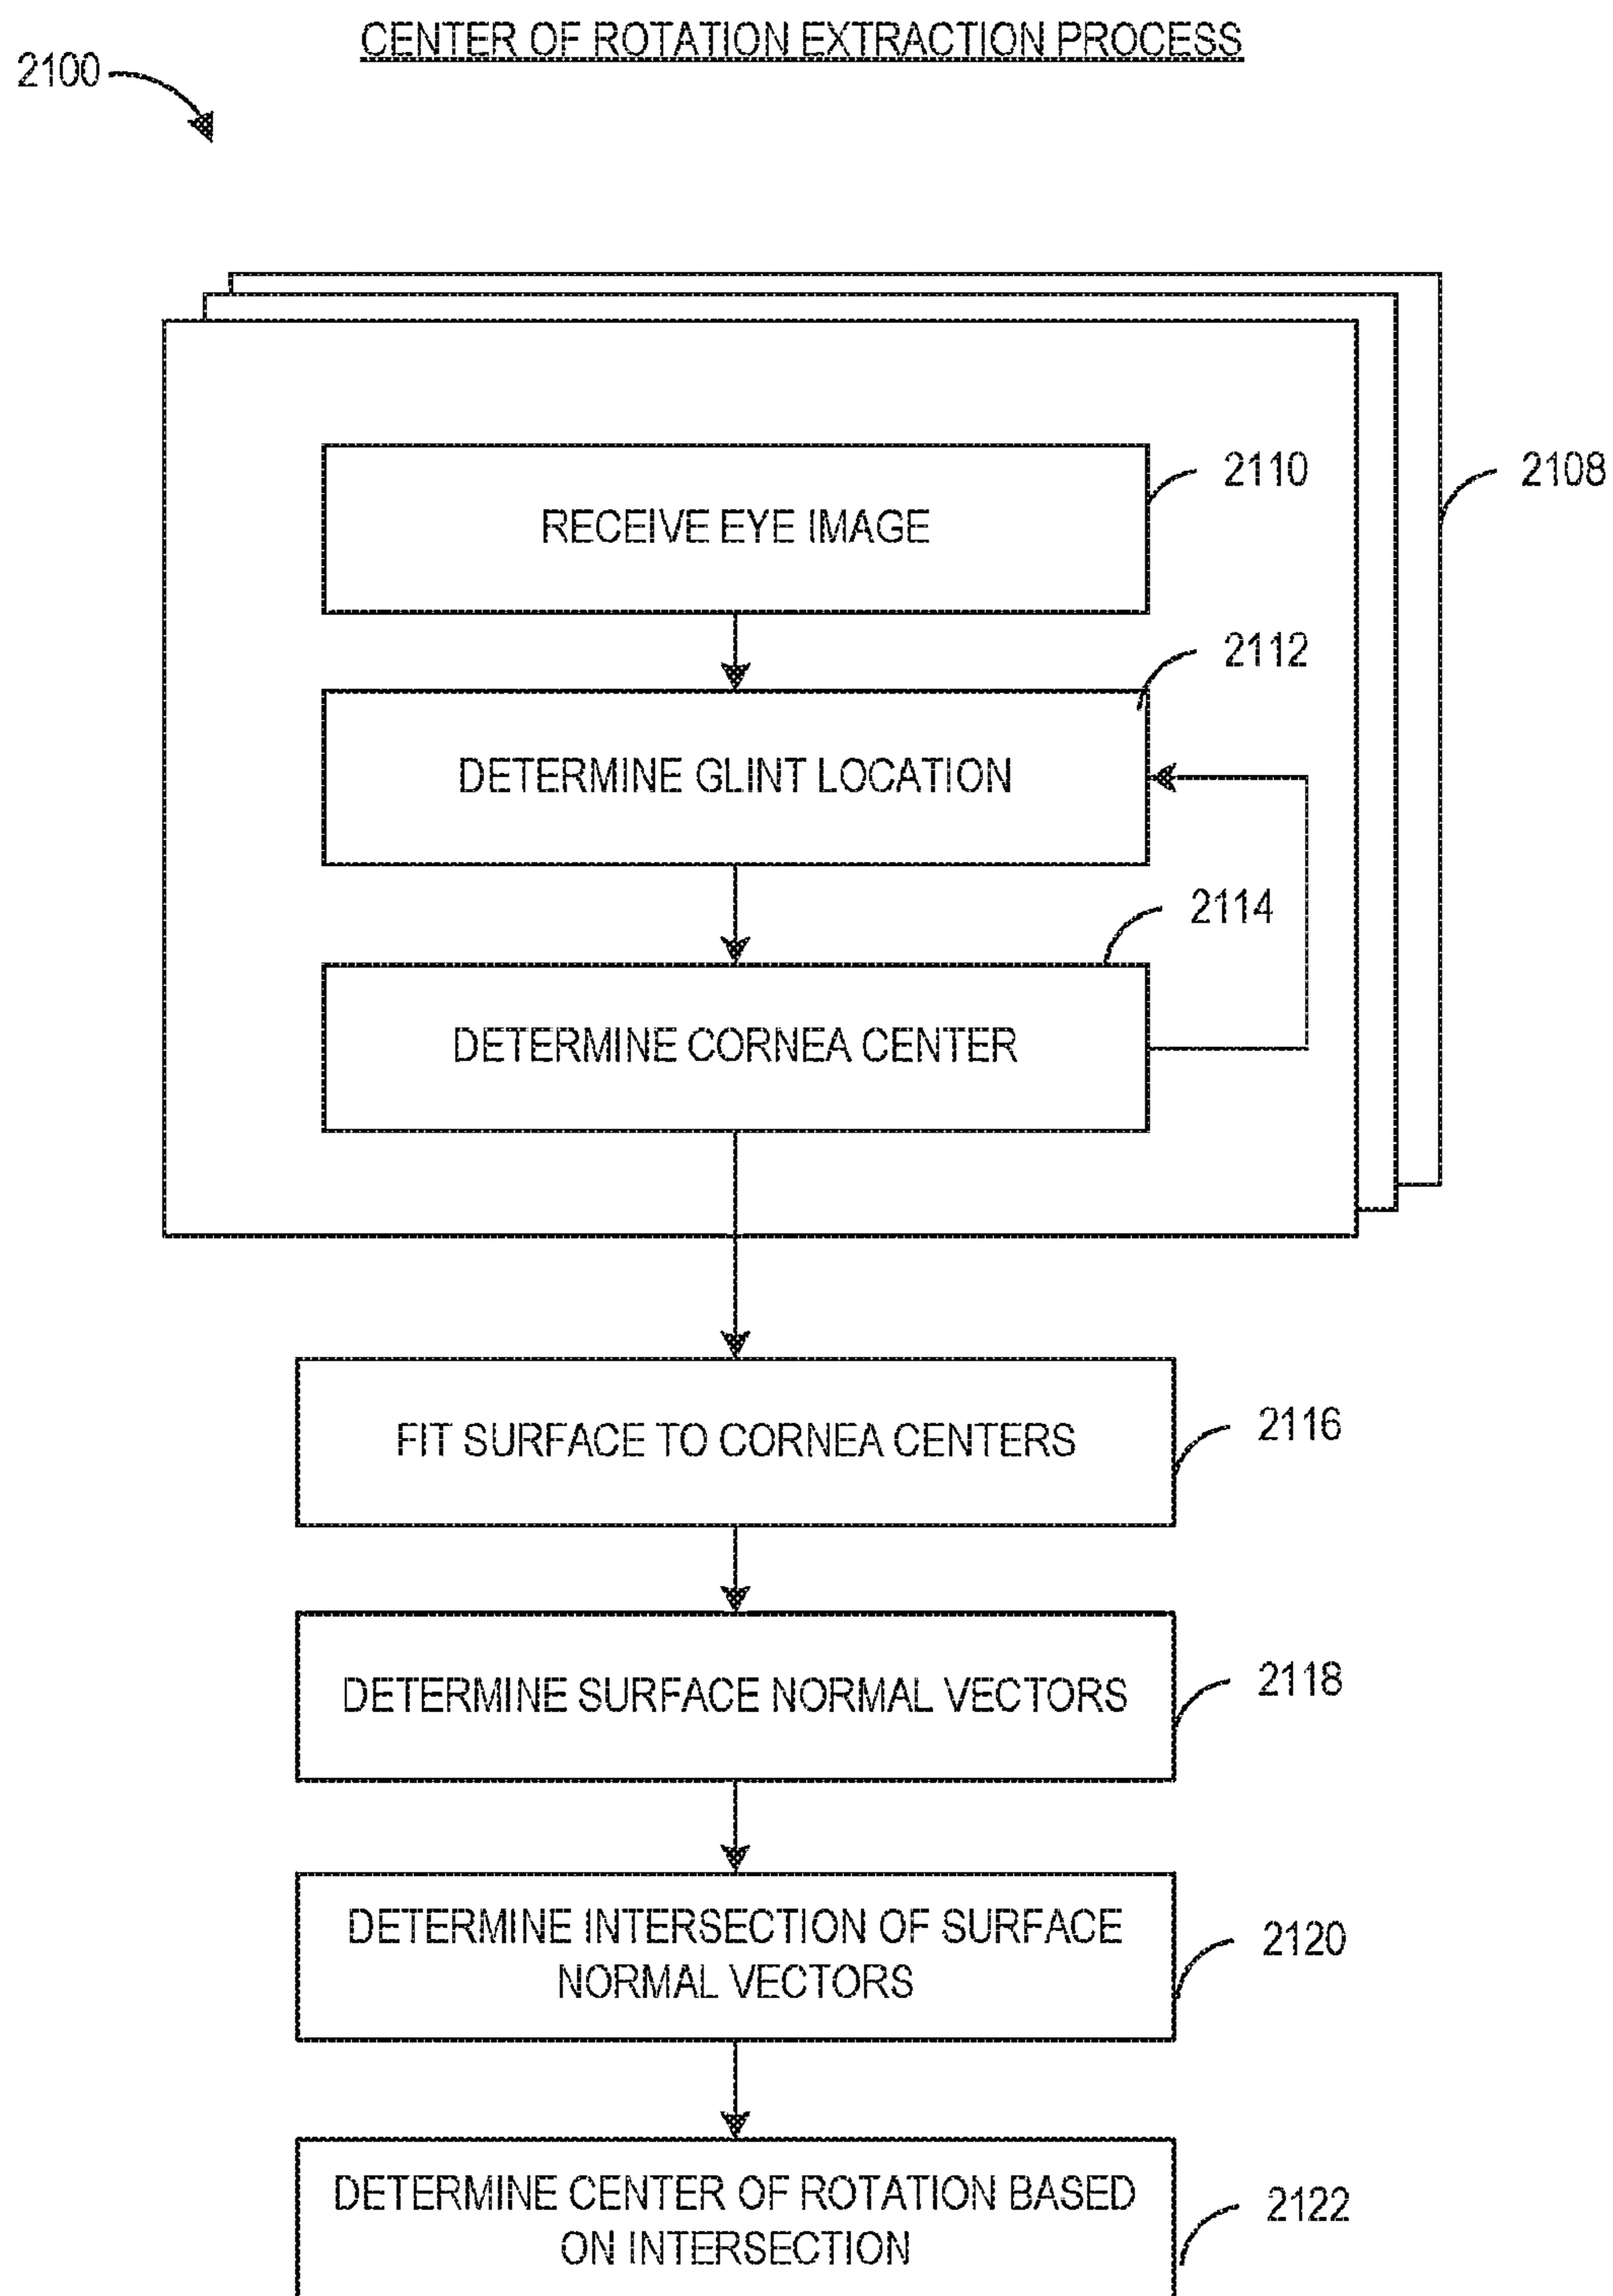 CENTER OF ROTATION EXTRACTION PROCESS
2100
RECEIVE EYE IMAGE
2110
2108
2112
DETERMINE GLINT LOCATION
2114
DETERMINE CORNEA CENTER
FIT SURFACE TO CORNEA CENTERS
2116
DETERMINE SURFACE NORMAL VECTORS
2118
DETERMINE INTERSECTION OF SURFACE
NORMAL VECTORS
2120
DETERMINE CENTER OF ROTATION BASED
ON INTERSECTION
2122